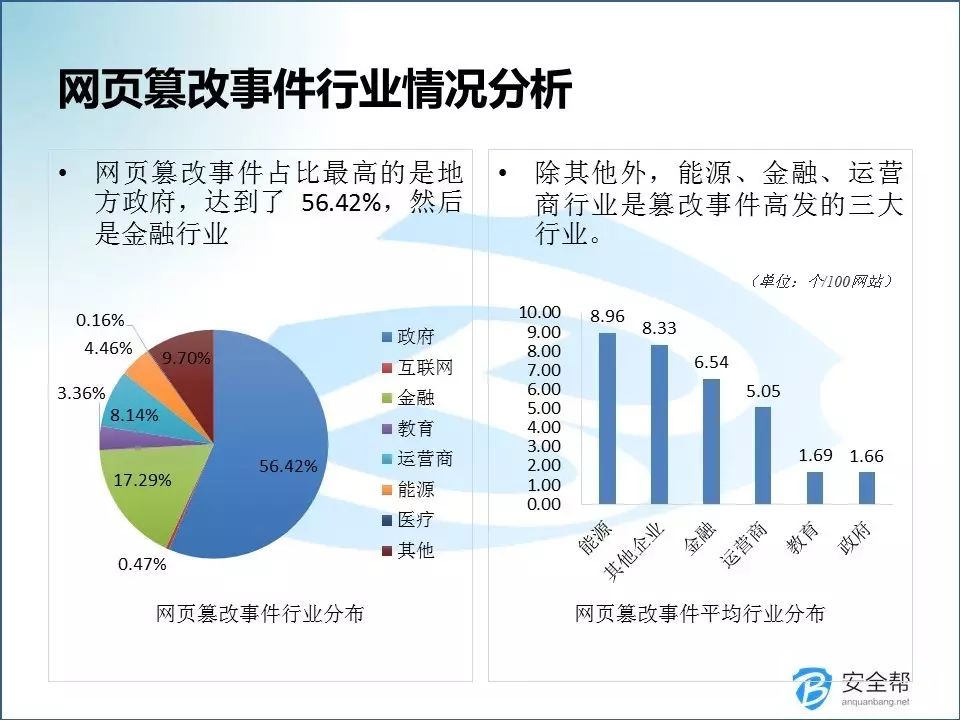 网页篡改事件行业情况分析
• 网页篡改事件占比最高的是地
方政府，达到了 56.42%，然后
是金融行业
0.16%
4.46%
9.70%
3.36%
8.14%
17.29%
56.42%
0.47%
政府
互联网
金融
教育
运营商
能源
医疗
其他
网页篡改事件行业分布
• 除其他外，能源、金融、运营
商行业是篡改事件高发的三大
行业。
（单位：个/100网站）
10.00
9.00
8.00
7.00
6.00
5.00
4.00
3.00
2.00
1.00
0.00
8.96
8.33
6.54
5.05
1.69
1.66
能源
其他企业
金融
运营商
教育
政府
网页篡改事件平均行业分布
安全帮
anquanbang.net